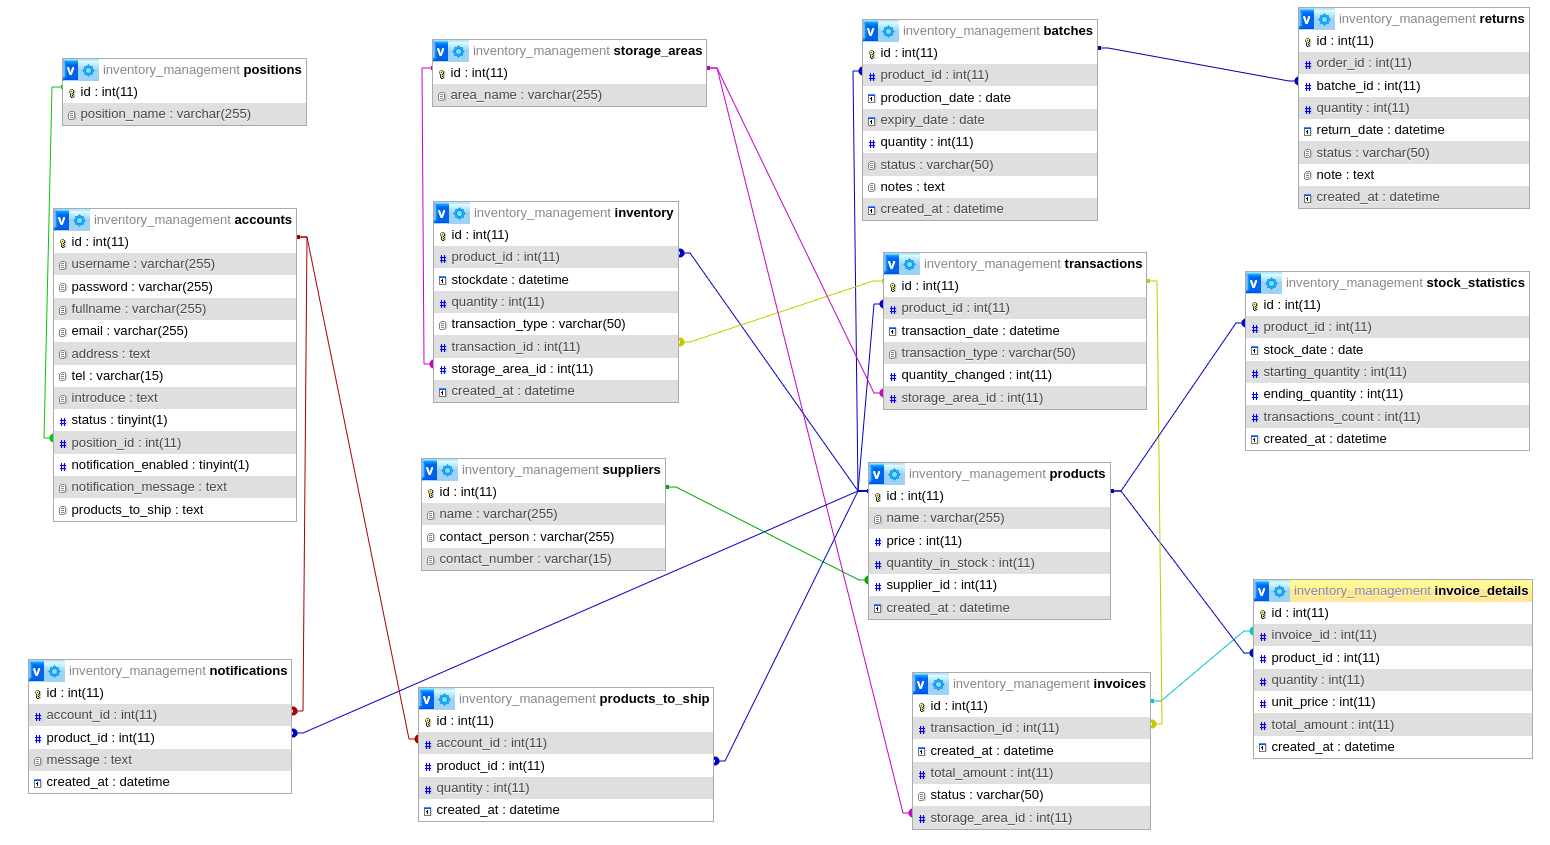 v inventory_management positions
id : int(11)
position_name : varchar(255)
v inventory_management accounts
id : int(11)
username : varchar(255)
password : varchar(255)
fullname : varchar(255)
email : varchar(255)
address : text
tel : varchar(15)
introduce : text
status : tinyint(1)
position_id : int(11)
notification_enabled : tinyint(1)
notification_message : text
products_to_ship : text
v inventory_management notifications
id : int(11)
account_id : int(11)
product_id : int(11)
message : text
created_at : datetime
v inventory_management storage_areas
id : int(11)
area_name : varchar(255)
v inventory_management inventory
id : int(11)
product_id : int(11)
stockdate : datetime
quantity : int(11)
transaction_type : varchar(50)
transaction_id : int(11)
storage_area_id : int(11)
created_at : datetime
v inventory_management suppliers
id : int(11)
name : varchar(255)
contact_person : varchar(255)
contact_number : varchar(15)
v inventory_management products_to_ship
id : int(11)
account_id : int(11)
product_id : int(11)
quantity : int(11)
created_at : datetime
v inventory_management batches
id : int(11)
product_id : int(11)
production_date : date
expiry_date : date
quantity : int(11)
status : varchar(50)
notes : text
created_at : datetime
v inventory_management transactions
id : int(11)
product_id : int(11)
transaction_date : datetime
transaction_type : varchar(50)
quantity_changed : int(11)
storage_area_id : int(11)
v inventory_management products
id : int(11)
name : varchar(255)
price : int(11)
quantity_in_stock : int(11)
supplier_id : int(11)
created_at : datetime
v inventory_management invoices
id : int(11)
transaction_id : int(11)
created_at : datetime
total_amount : int(11)
status : varchar(50)
storage_area_id : int(11)
v inventory_management returns
id : int(11)
order_id : int(11)
batche_id : int(11)
quantity : int(11)
return_date : datetime
status : varchar(50)
note : text
created_at : datetime
v inventory_management stock_statistics
id : int(11)
product_id : int(11)
stock_date : date
starting_quantity : int(11)
ending_quantity : int(11)
transactions_count : int(11)
created_at : datetime
v inventory_management invoice_details
id : int(11)
invoice_id : int(11)
product_id : int(11)
quantity : int(11)
unit_price : int(11)
total_amount : int(11)
created_at : datetime